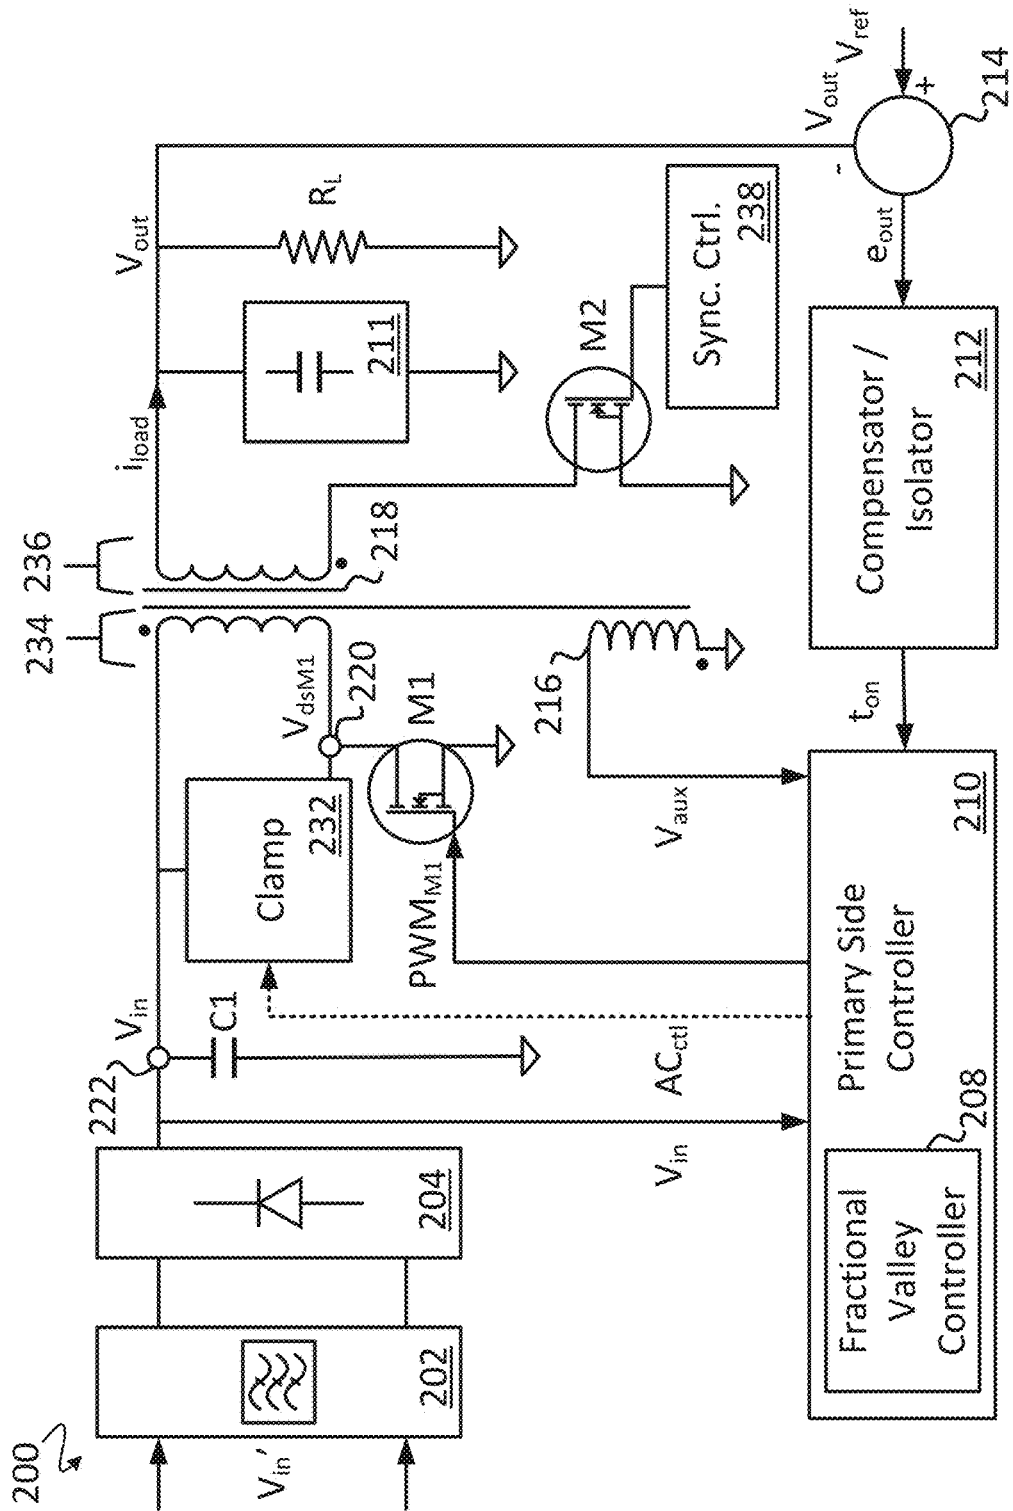 200
V_in'
202
204
222
V_in
C1
Clamp
232
V_dsM1
220
M1
PWM_M1
234
236
218
i_load
V_out
211
R_L
M2
Sync. Ctrl.
238
216
V_aux
V_in
AC_ctl
Fractional
Valley
Controller
208
Primary Side
Controller
210
t_on
Compensator /
Isolator
212
e_out
V_out
-
V_ref
+
214